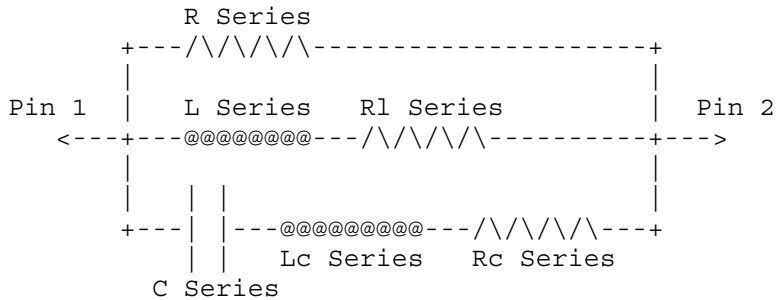 R Series
+---/\/\/\/\----------------------+
| |
Pin 1 | L Series Rl Series | Pin 2
<---+---@@@@@@@@---/\/\/\/\-----------+--->
| |
| | | |
+---| |---@@@@@@@@@---/\/\/\/\---+
| | Lc Series Rc Series
C Series